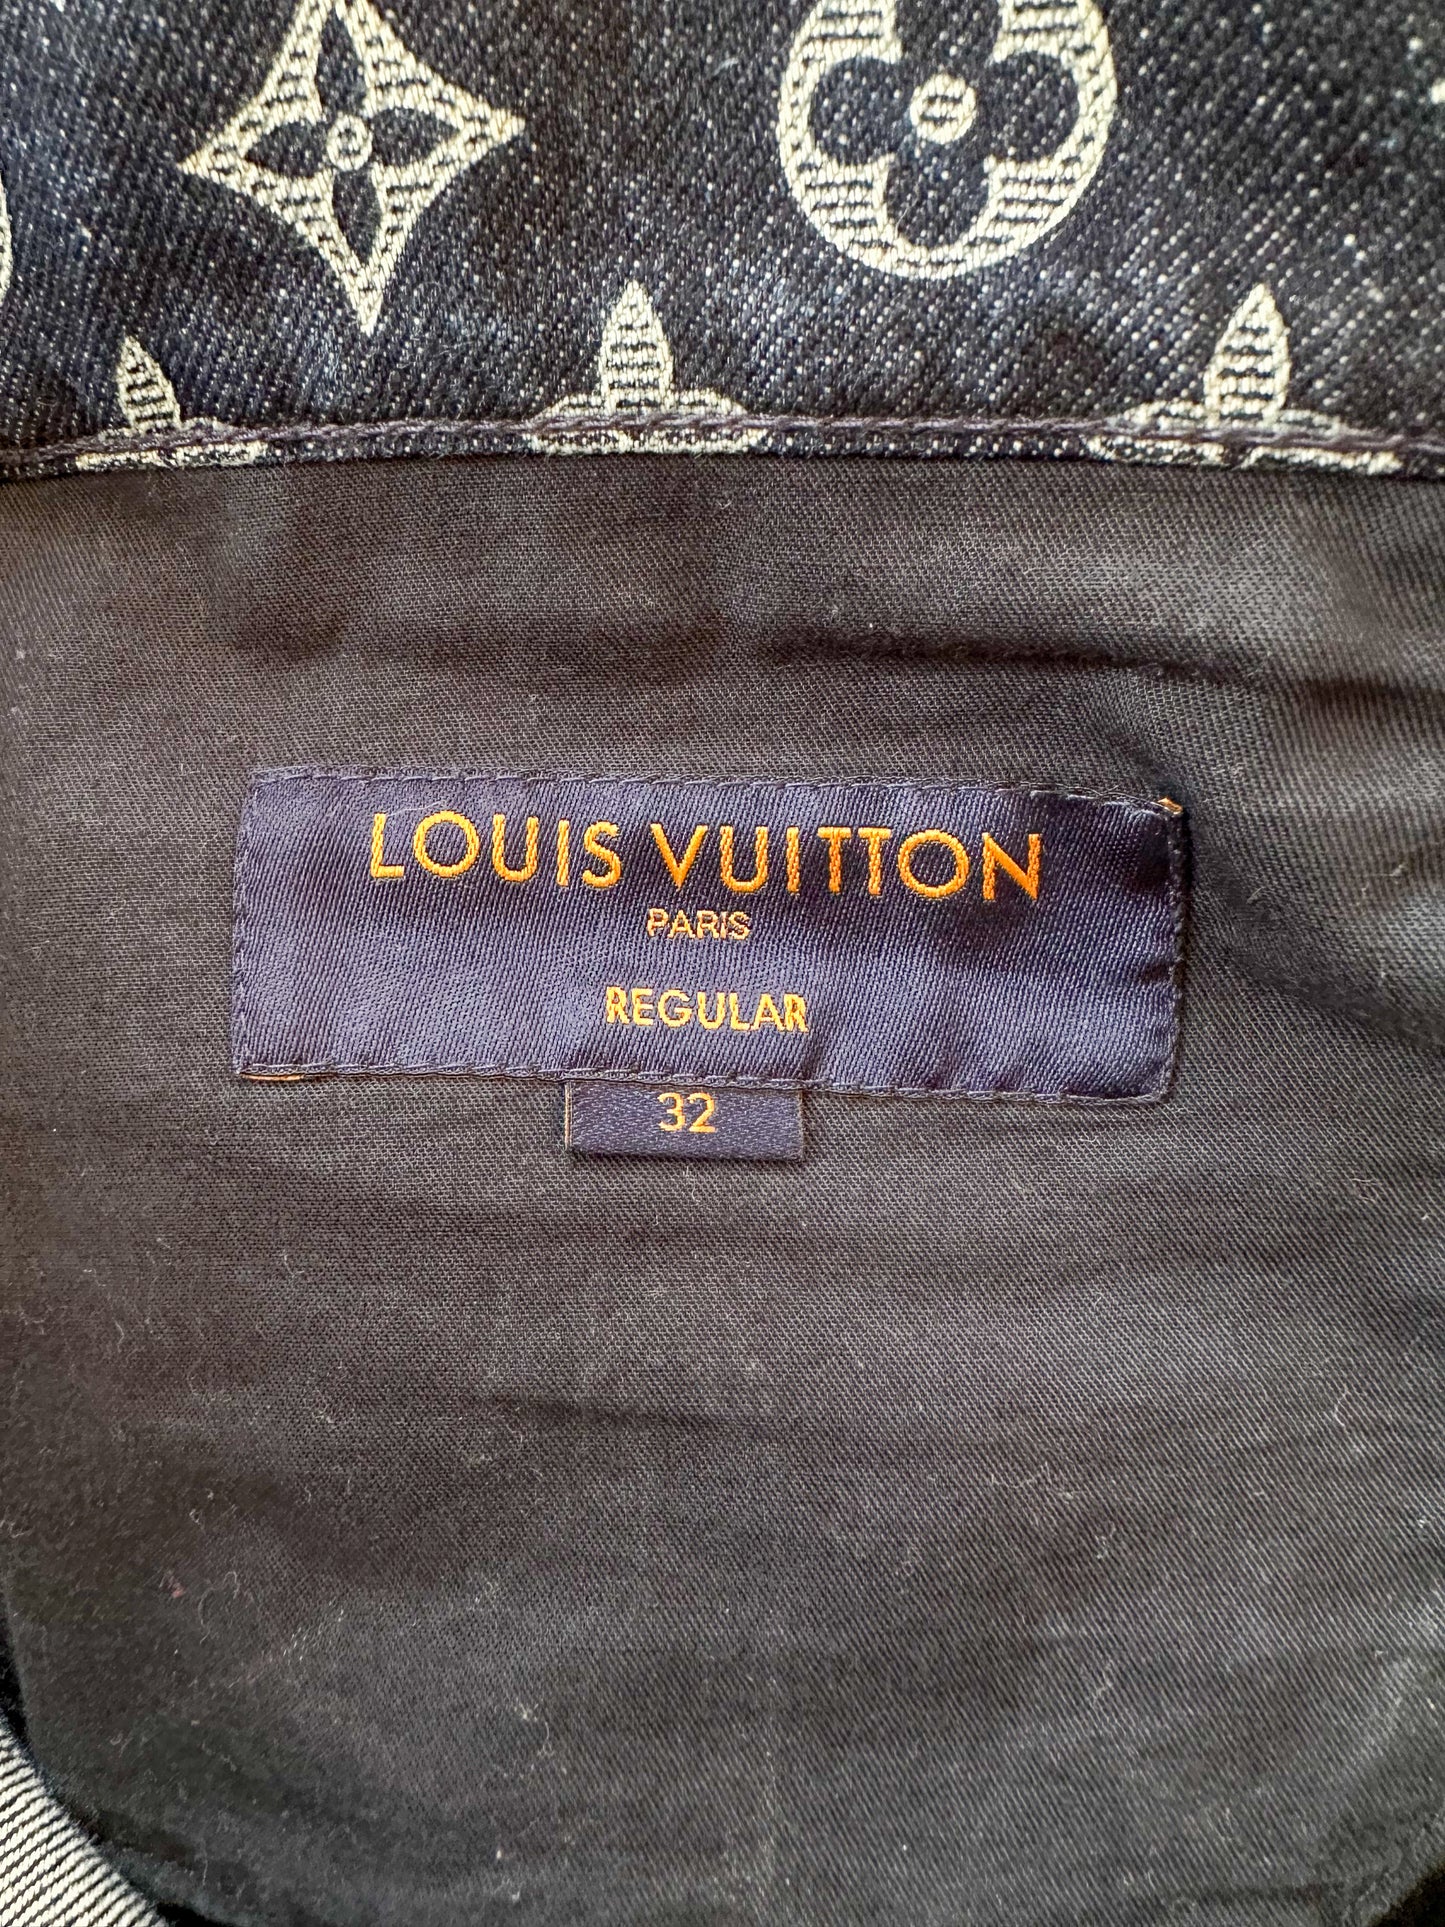 LOUIS VUITTON
PARIS
REGULAR
32